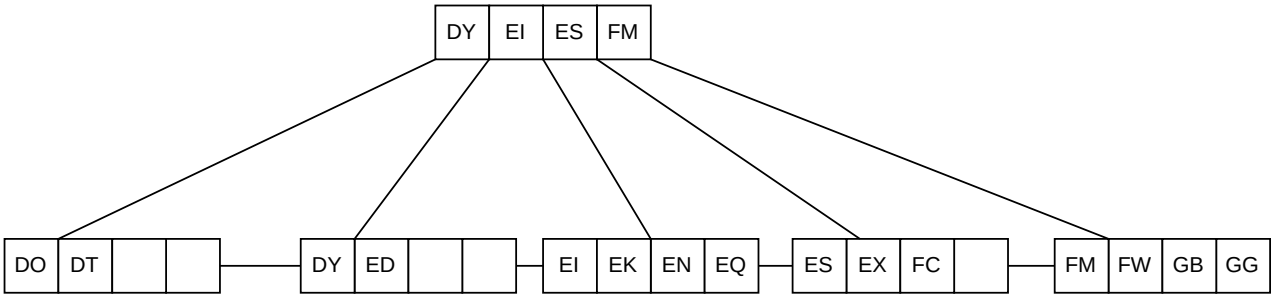 DY EI ES FM
DO DT DY ED EI EK EN EQ ES EX FC FM FW GB GG